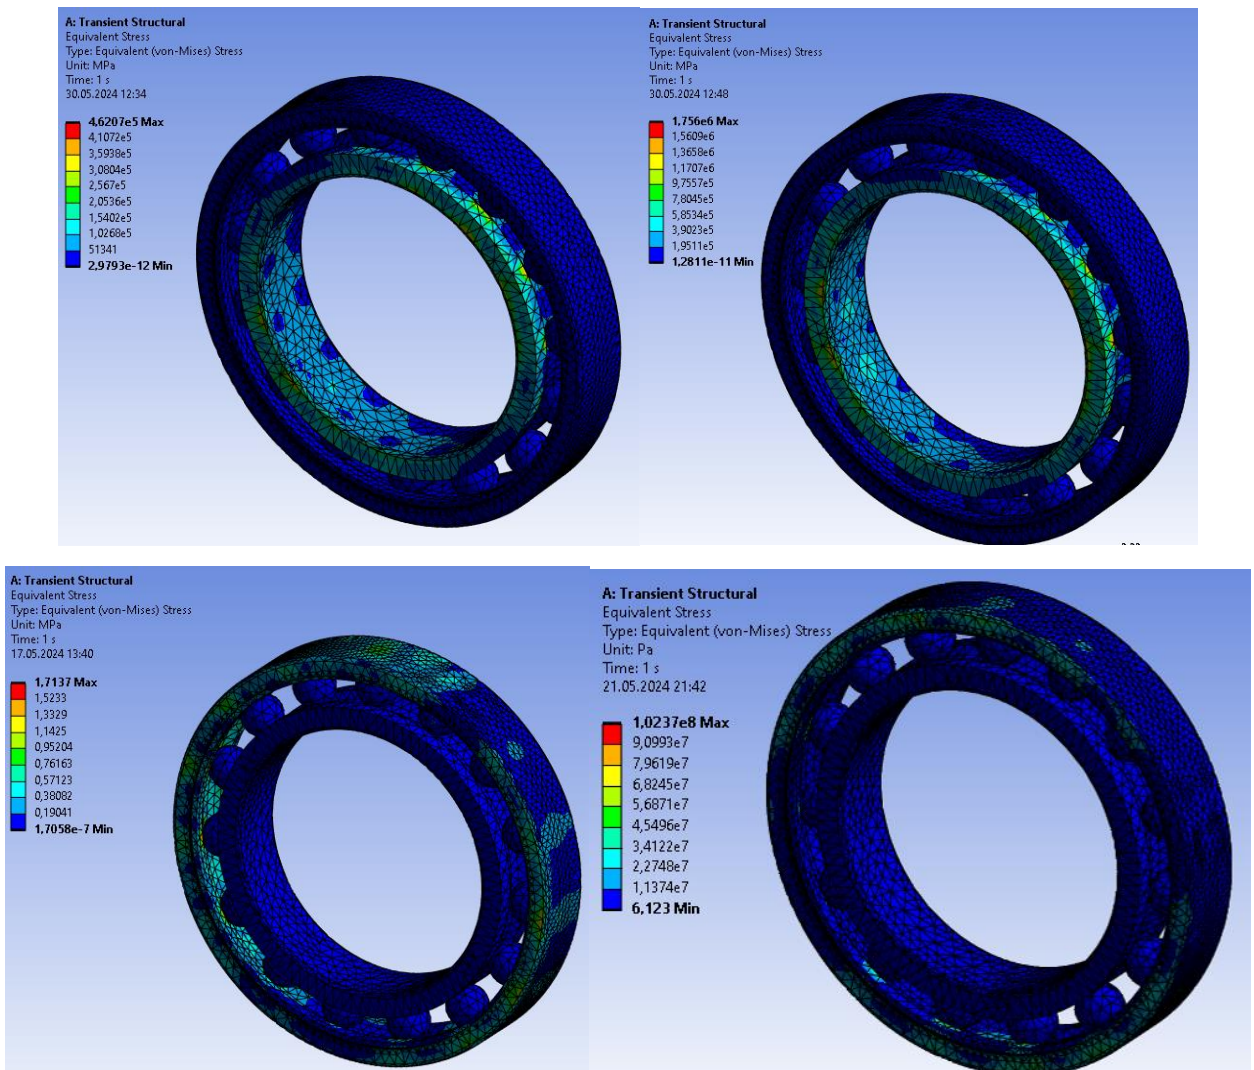 A: Transient Structural
Equivalent Stress
Type: Equivalent (von-Mises) Stress
Unit: MPa
Time: 1 s
30.05.2024 12:34
4,6207e5 Max
4,1072e5
3,5938e5
3,0804e5
2,567e5
2,0536e5
1,5402e5
1,0268e5
51341
2,9793e-12 Min
A: Transient Structural
Equivalent Stress
Type: Equivalent (von-Mises) Stress
Unit: MPa
Time: 1 s
30.05.2024 12:48
1,756e6 Max
1,5609e6
1,3658e6
1,1707e6
9,7557e5
7,8045e5
5,8534e5
3,9023e5
1,9511e5
1,2811e-11 Min
A: Transient Structural
Equivalent Stress
Type: Equivalent (von-Mises) Stress
Unit: MPa
Time: 1 s
17.05.2024 13:40
1,7137 Max
1,5233
1,3329
1,1425
0,95204
0,76163
0,57123
0,38082
0,19041
1,7058e-7 Min
A: Transient Structural
Equivalent Stress
Type: Equivalent (von-Mises) Stress
Unit: Pa
Time: 1 s
21.05.2024 21:42
1,0237e8 Max
9,0993e7
7,9619e7
6,8245e7
5,6871e7
4,5496e7
3,4122e7
2,2748e7
1,1374e7
6,123 Min